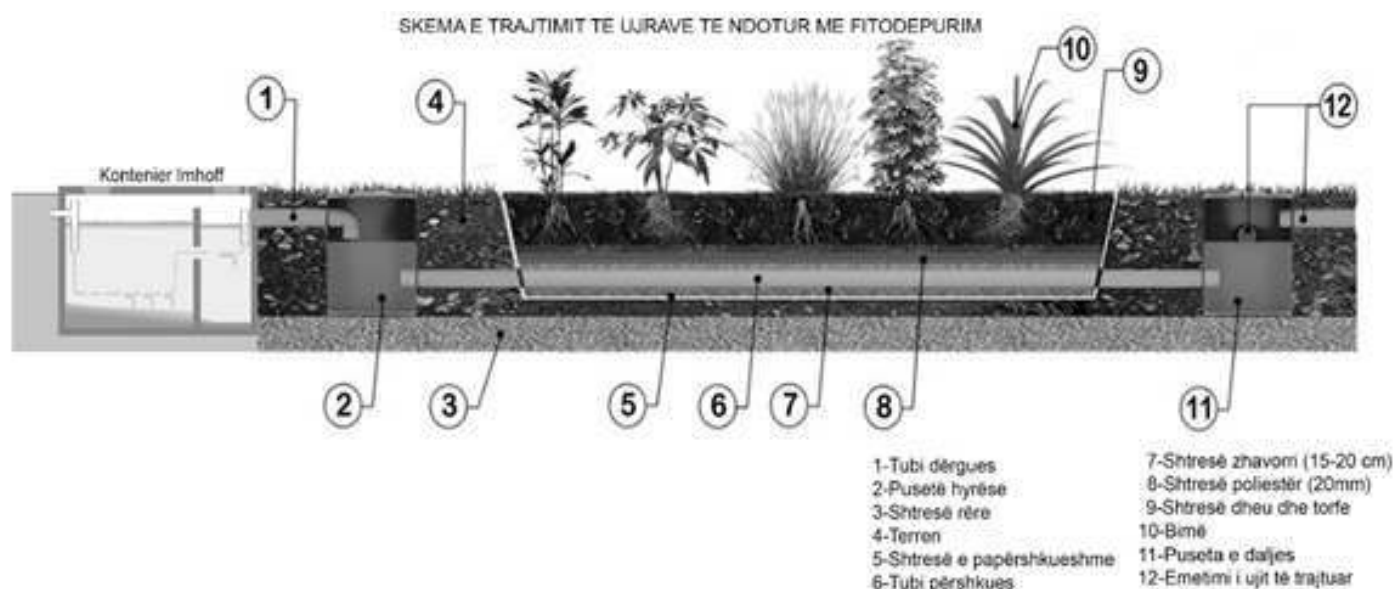 SKEMA E TRAJTIMIT TE UJRAVE TE NDOTUR ME FITODEPURIM
10
1
4
9
12
Kontenier Imhoff
2
3
5
6
7
8
11
1-Tubi dërgues
2-Pusetë hyrëse
3-Shtresë rëre
4-Terren
5-Shtresë e papërshkueshme
6-Tubi përshkues
7-Shtresë zhavorri (15-20 cm)
8-Shtresë poliestër (20mm)
9-Shtresë dheu dhe torfe
10-Bimë
11-Puseta e daljes
12-Emetimi i ujit të trajtuar